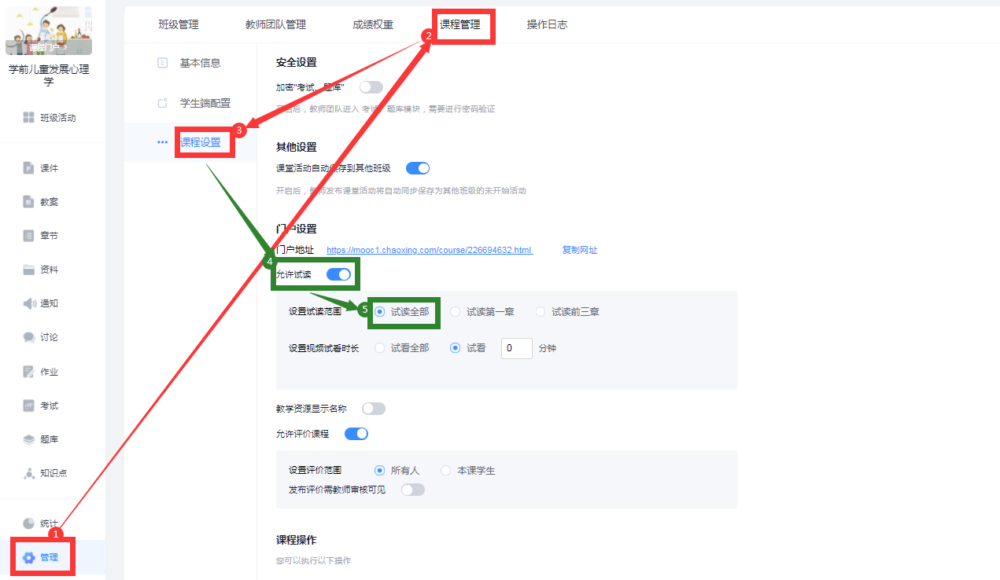 课程门户 >
学前儿童发展心理
学
班级活动
课件
教案
章节
资料
通知
讨论
作业
考试
题库
知识点
统计
1
管理
班级管理
教师团队管理
成绩权重
2
课程管理
操作日志
基本信息
学生端配置
3
课程设置
安全设置
加密"考试、题库"
开启后，教师团队进入 考试、题库模块，需要进行密码验证
其他设置
课堂活动自动保存到其他班级
开启后，教师发布课堂活动将自动同步保存为其他班级的未开始活动
门户设置
门户地址 https://mooc1.chaoxing.com/course/226694632.html 复制网址
4
允许试读
5
设置试读范围 试读全部 试读第一章 试读前三章
设置视频试看时长 试看全部 试看 0 分钟
教学资源显示名称
允许评价课程
设置评价范围 所有人 本课学生
发布评价需教师审核可见
课程操作
您可以执行以下操作